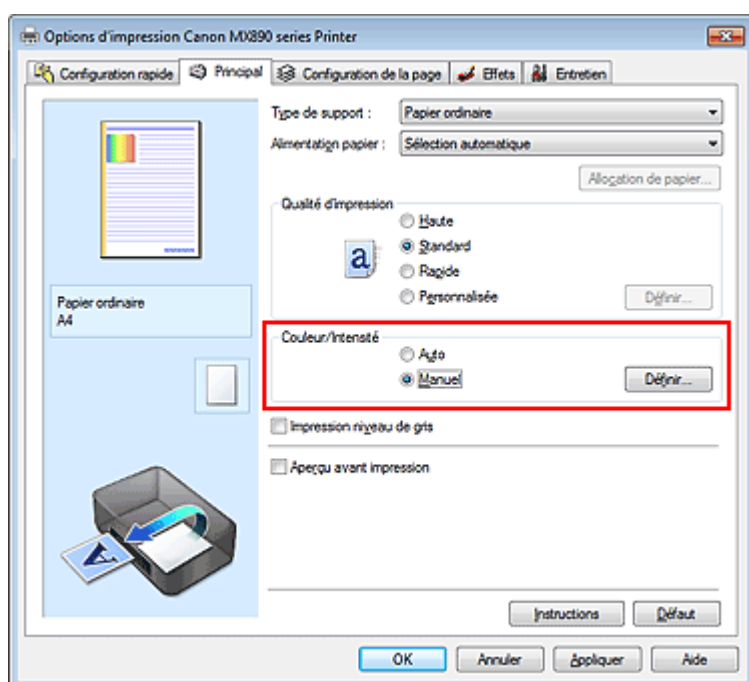 Options d'impression Canon MX890 series Printer
Configuration rapide Principal Configuration de la page Effets Entretien
Type de support : Papier ordinaire
Alimentation papier : Sélection automatique
Allocation de papier...
Qualité d'impression
Haute
a Standard
Rapide
Personnalisée Définir...
Papier ordinaire
A4
Couleur/Intensité
Auto
Manuel Définir...
Impression niveau de gris
Aperçu avant impression
A
Instructions Défaut
OK Annuler Appliquer Aide